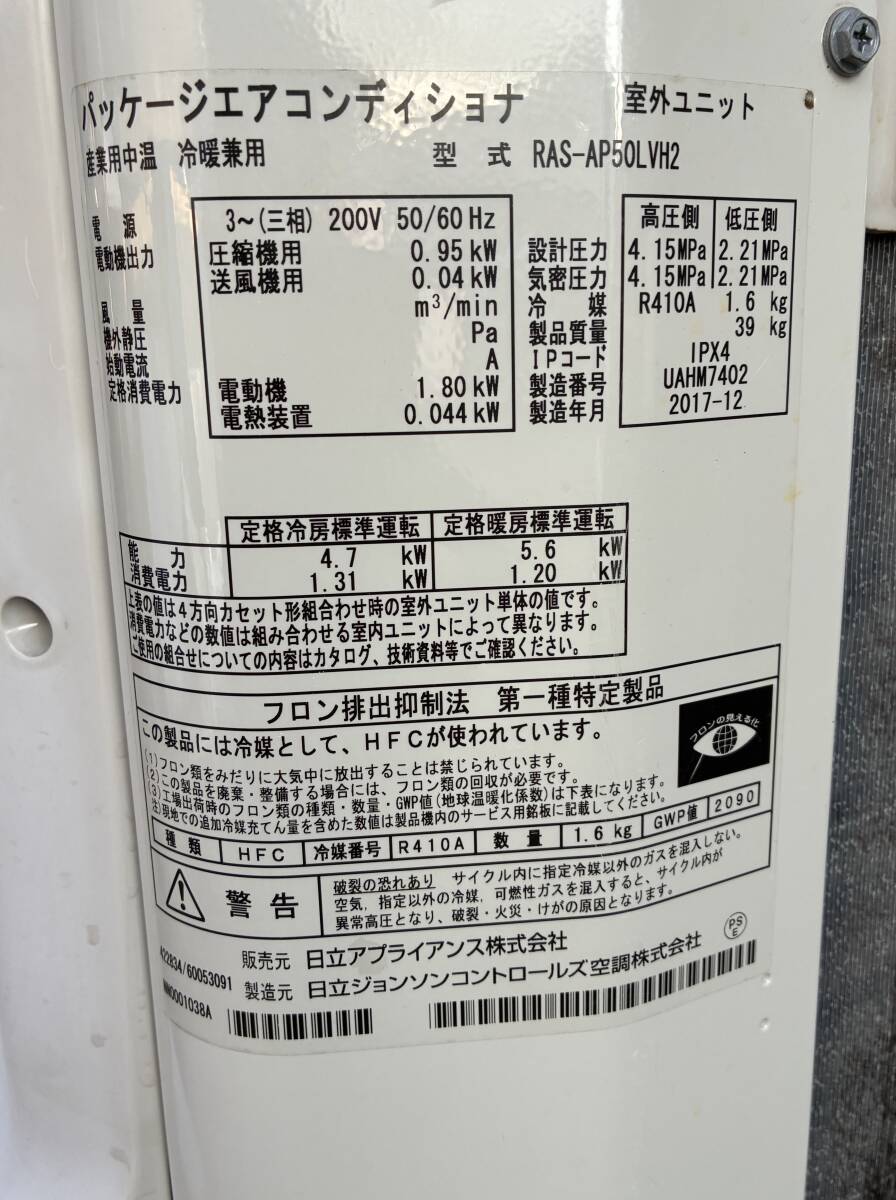 パッケージエアコンディショナ 室外ユニット
産業用中温 冷暖兼用 型式 RAS-AP50LVH2
電源 3～(三相) 200V 50/60Hz
電動機出力 圧縮機用 0.95kW
送風機用 0.04kW
風量 m³/min
機外静圧 Pa
始動電流 A
定格消費電力 電動機 1.80kW
電熱装置 0.044kW
高圧側 低圧側
設計圧力 4.15MPa 2.21MPa
気密圧力 4.15MPa 2.21MPa
冷媒 R410A 1.6 kg
製品質量 39 kg
IPコード IPX4
製造番号 UAHM7402
製造年月 2017-12
定格冷房標準運転 定格暖房標準運転
能力 4.7 kW 5.6 kW
消費電力 1.31 kW 1.20 kW
上表の値は4方向カセット形組合わせ時の室外ユニット単体の値です。
消費電力などの数値は組み合わせる室内ユニットによって異なります。
ご使用の組合せについての内容はカタログ、技術資料等でご確認ください。
フロン排出抑制法 第一種特定製品
フロンの見える化
この製品には冷媒として、HFCが使われています。
(1)フロン類をみだりに大気中に放出することは禁じられています。
(2)この製品を廃棄・整備する場合には、フロン類の回収が必要です。
(3)工場出荷時のフロン類の種類・数量・GWP値(地球温暖化係数)は下表になります。
注)現地での追加冷媒充てん量を含めた数値は製品機内のサービス用銘板に記載してください。
種類 HFC 冷媒番号 R410A 数量 1.6 kg GWP値 2090
警告
破裂の恐れあり サイクル内に指定冷媒以外のガスを混入しない。
空気,指定以外の冷媒,可燃性ガスを混入すると、サイクル内が
異常高圧となり、破裂・火災・けがの原因となります。
422834/60053091
NW0001038A
販売元 日立アプライアンス株式会社
製造元 日立ジョンソンコントロールズ空調株式会社
PS
E